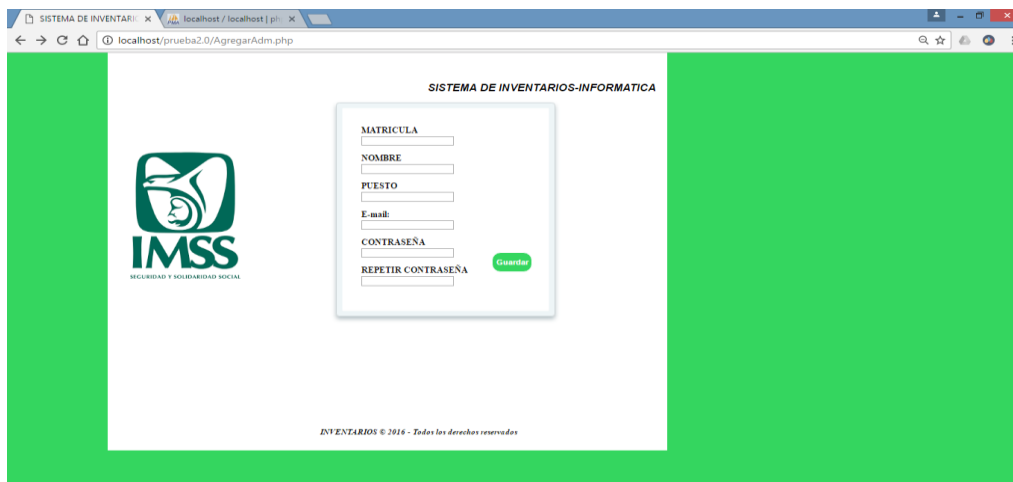 SISTEMA DE INVENTARIO
localhost / localhost | ph
localhost/prueba2.0/AgregarAdm.php
SISTEMA DE INVENTARIOS-INFORMATICA
MATRICULA
NOMBRE
PUESTO
E-mail:
CONTRASEÑA
REPETIR CONTRASEÑA
Guardar
IMSS
SEGURIDAD Y SOLIDARIDAD SOCIAL
INVENTARIOS © 2016 - Todos los derechos reservados